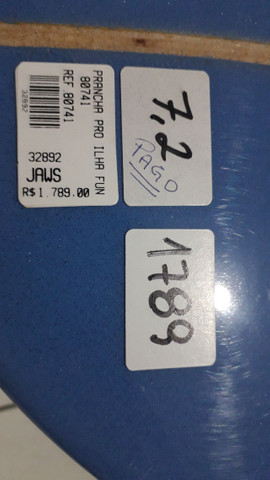 PRANCHA PRO ILHA FUN
80741
REF 80741
32892
32892
JAWS
R$1.789.00
7,2
PAGO
1789